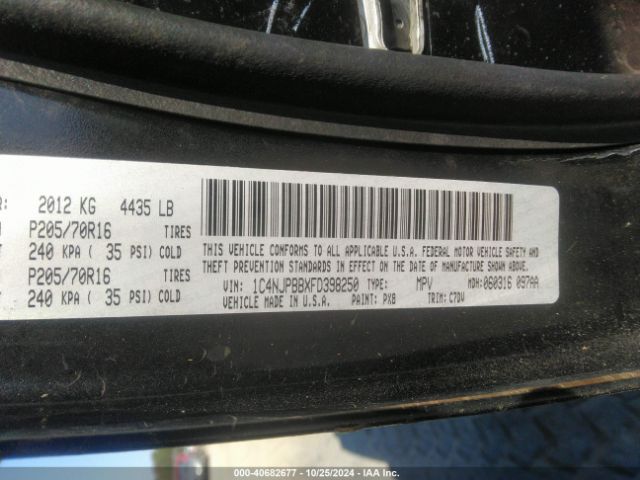 R: 2012 KG 4435 LB
P205/70R16 TIRES
240 KPA ( 35 PSI) COLD
P205/70R16 TIRES
240 KPA ( 35 PSI) COLD
THIS VEHICLE CONFORMS TO ALL APPLICABLE U.S.A. FEDERAL MOTOR VEHICLE SAFETY AND
THEFT PREVENTION STANDARDS IN EFFECT ON THE DATE OF MANUFACTURE SHOWN ABOVE.
VIN: 1C4NJPBBXFD398250 TYPE: MPV MDH: 060316 097AA
VEHICLE MADE IN U.S.A. PAINT: PX8 TRIM: C7DV
000-40682677 - 10/25/2024 - IAA Inc.